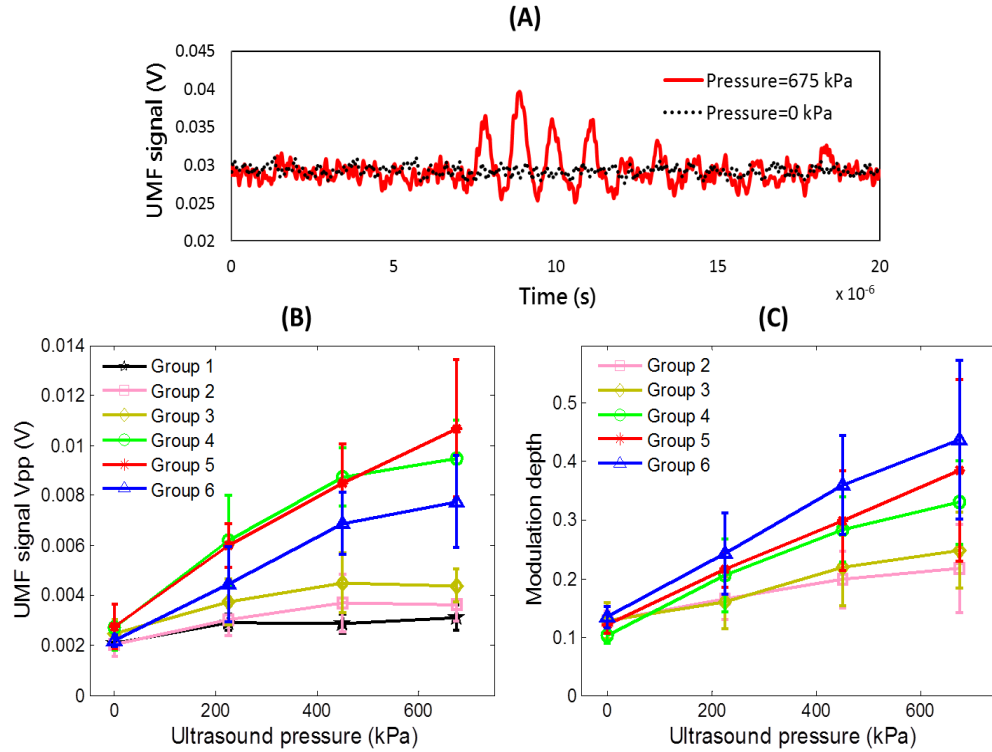 (A)
UMF signal (V)
0.045
0.04
0.035
0.03
0.025
0.02
Pressure=675 kPa
Pressure=0 kPa
0
5
10
15
20
Time (s)
x 10⁻⁶
(B)
UMF signal Vpp (V)
0.014
0.012
0.01
0.008
0.006
0.004
0.002
0
Group 1
Group 2
Group 3
Group 4
Group 5
Group 6
0
200
400
600
Ultrasound pressure (kPa)
(C)
Modulation depth
0.5
0.4
0.3
0.2
0.1
0
Group 2
Group 3
Group 4
Group 5
Group 6
0
200
400
600
Ultrasound pressure (kPa)